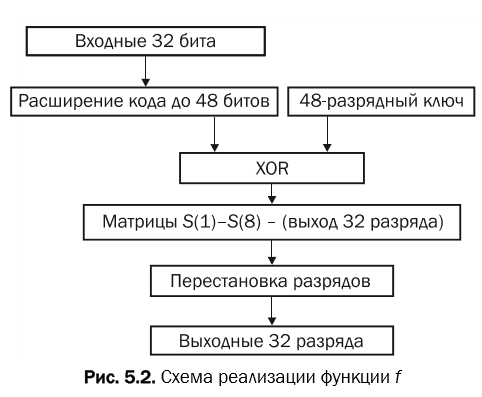 Входные 32 бита
Расширение кода до 48 битов
48-разрядный ключ
XOR
Матрицы S(1)–S(8) – (выход 32 разряда)
Перестановка разрядов
Выходные 32 разряда
Рис. 5.2. Схема реализации функции f